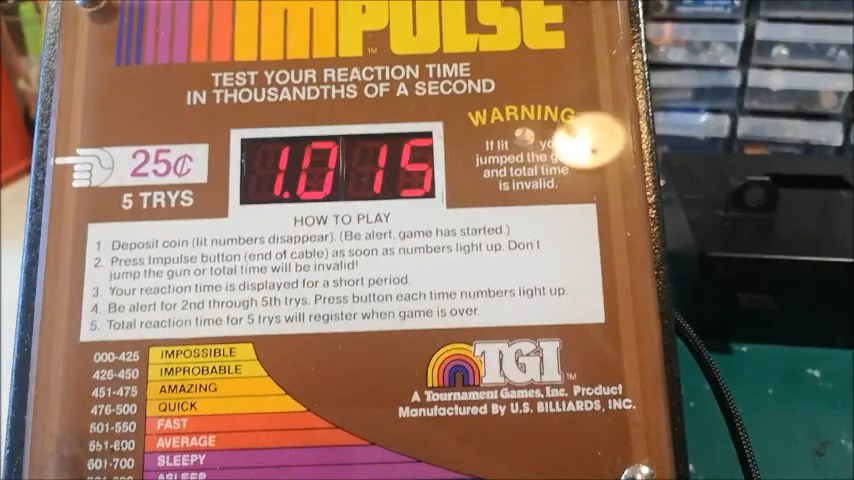 IMPULSE
TEST YOUR REACTION TIME
IN THOUSANDTHS OF A SECOND
WARNING
If lit
jumped the
and total time
is invalid.
25¢
5 TRYS
1.015
HOW TO PLAY
1. Deposit coin (lit numbers disappear). (Be alert, game has started.)
2. Press Impulse button (end of cable) as soon as numbers light up. Don't
jump the gun or total time will be invalid!
3. Your reaction time is displayed for a short period.
4. Be alert for 2nd through 5th trys. Press button each time numbers light up.
5. Total reaction time for 5 trys will register when game is over.
000-425 IMPOSSIBLE
426-450 IMPROBABLE
451-475 AMAZING
476-500 QUICK
501-550 FAST
551-600 AVERAGE
601-700 SLEEPY
ASLEEP
TGI TM
A Tournament Games, Inc. Product
Manufactured By U.S. BILLIARDS, INC.